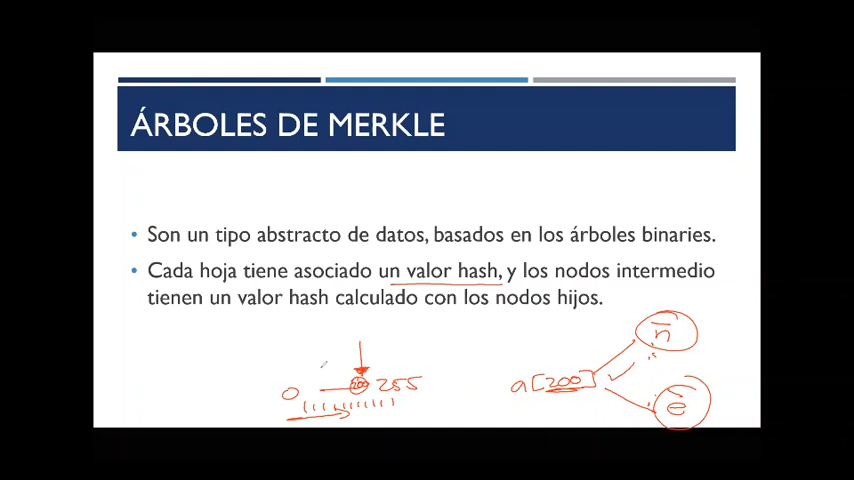 ÁRBOLES DE MERKLE
• Son un tipo abstracto de datos, basados en los árboles binaries.
• Cada hoja tiene asociado un valor hash, y los nodos intermedio
tienen un valor hash calculado con los nodos hijos.
0 200 255
a[200]
n
e